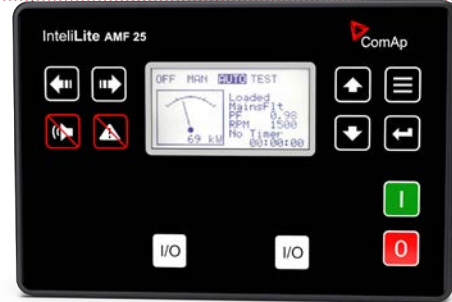 InteliLite AMF 25
ComAp
OFF MAN AUTO TEST
Loaded
MainsFlt
PF 0.98
RPM 1500
69 kW
No Timer
00:00:00
I
I/O
I/O
0